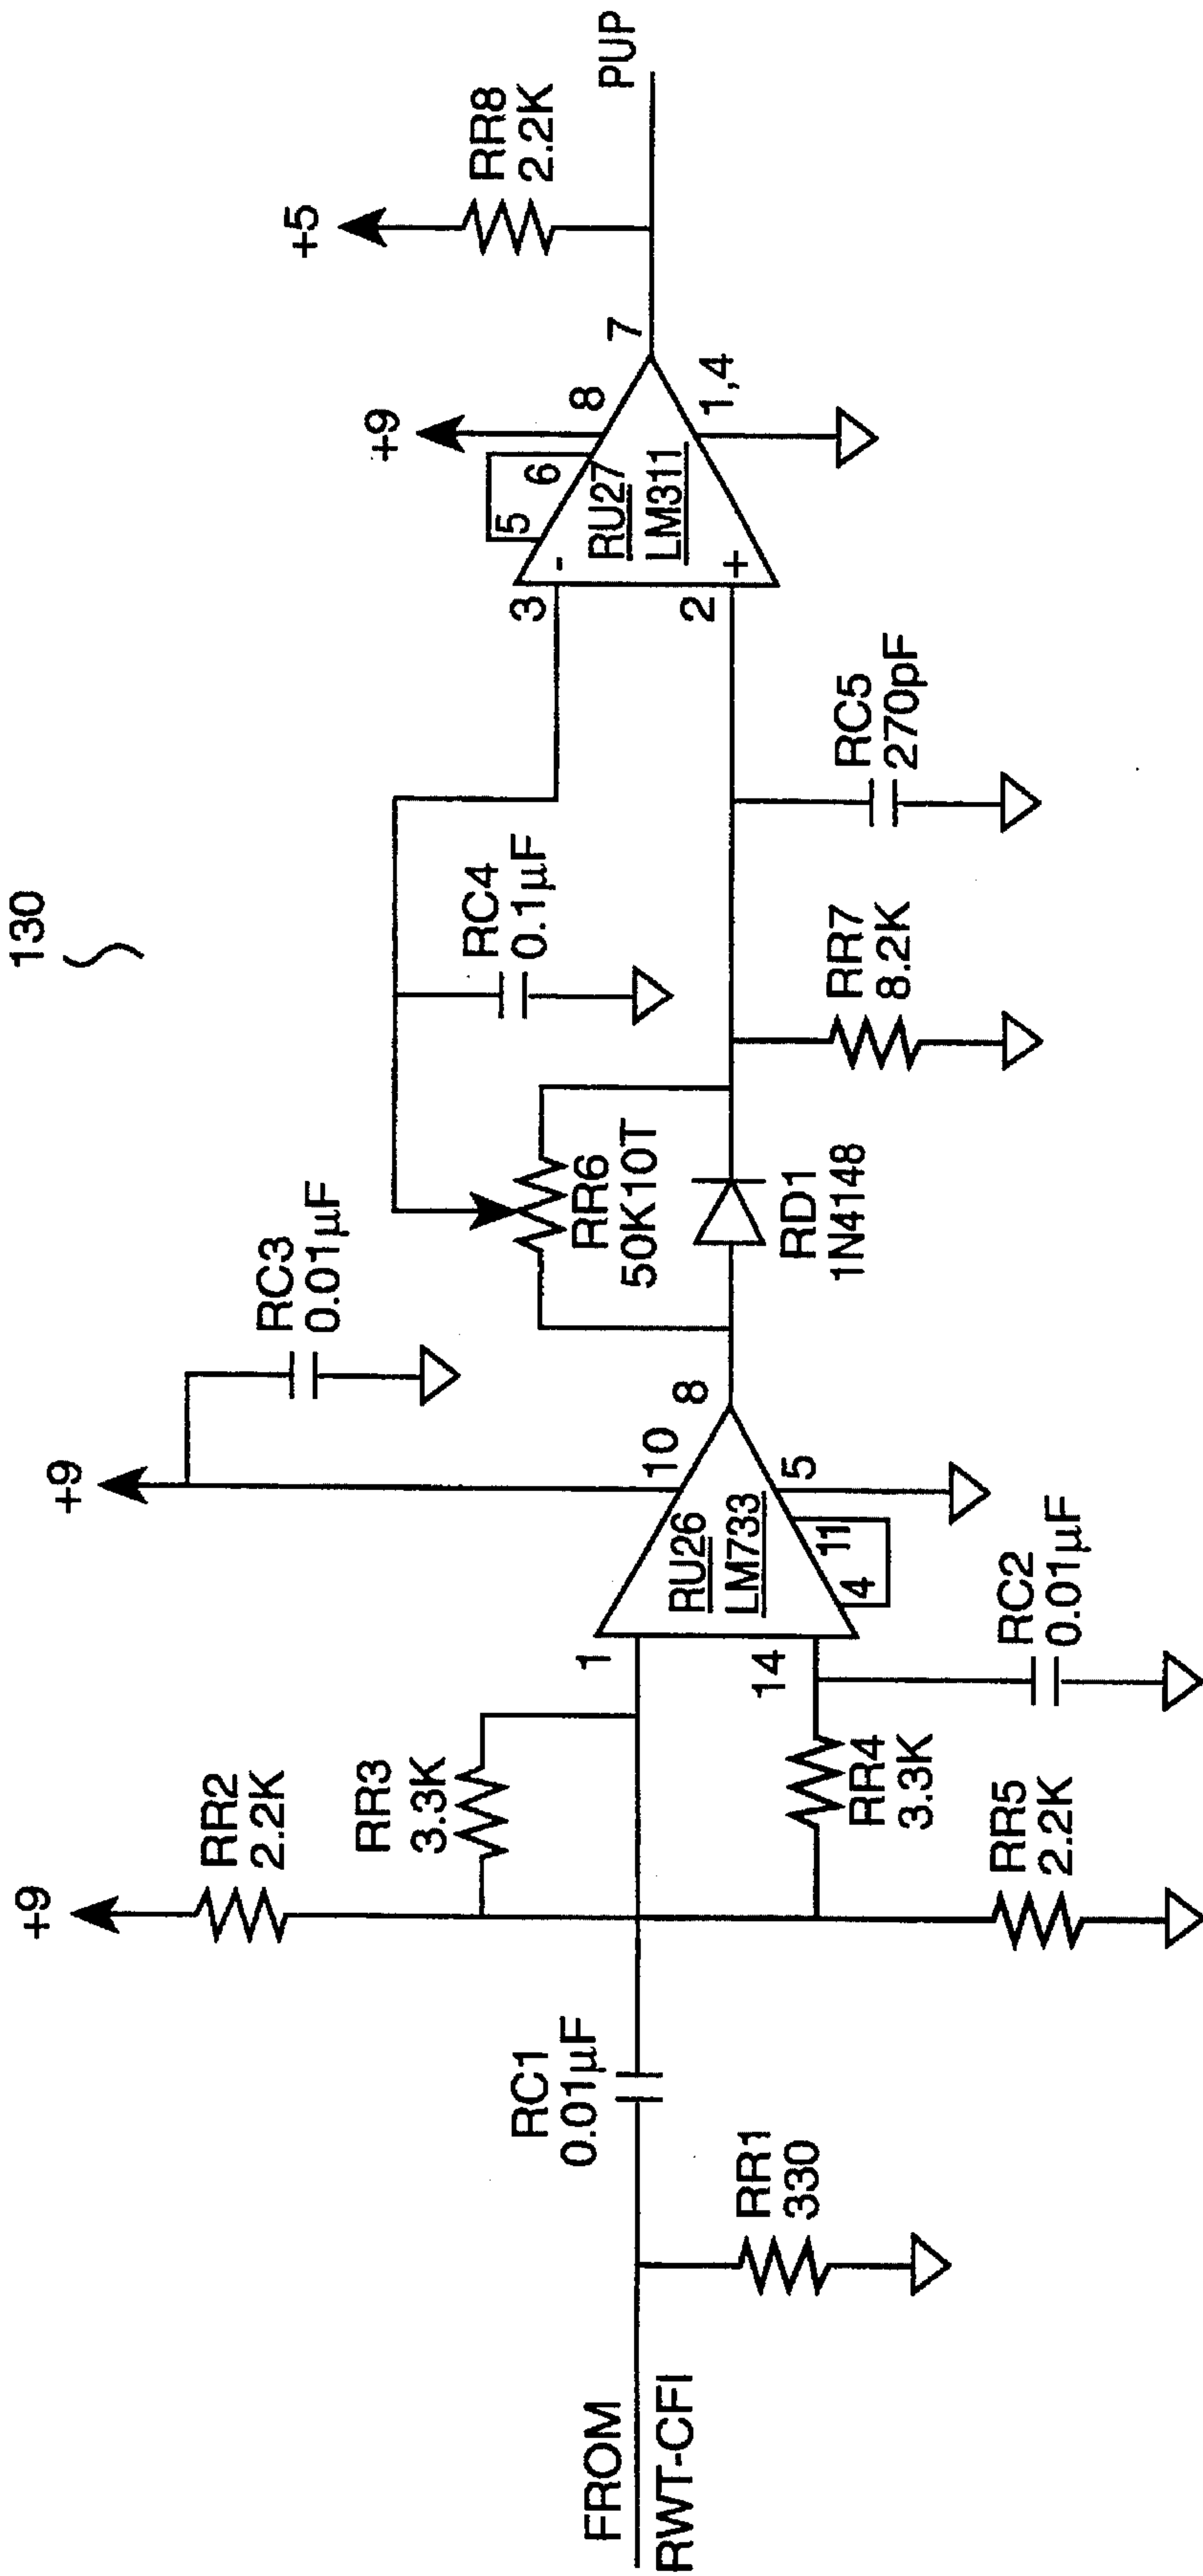 130
FROM
RWT-CFI
RR1
330
RC1
0.01µF
+9
RR2
2.2K
RR3
3.3K
RR4
3.3K
RR5
2.2K
RC2
0.01µF
1
14
RU26
LM733
4
11
5
10
8
+9
RC3
0.01µF
RR6
50K10T
RD1
1N4148
RC4
0.1µF
RR7
8.2K
RC5
270pF
3
2
-
+
RU27
LM311
5
6
8
+9
1,4
7
+5
RR8
2.2K
PUP